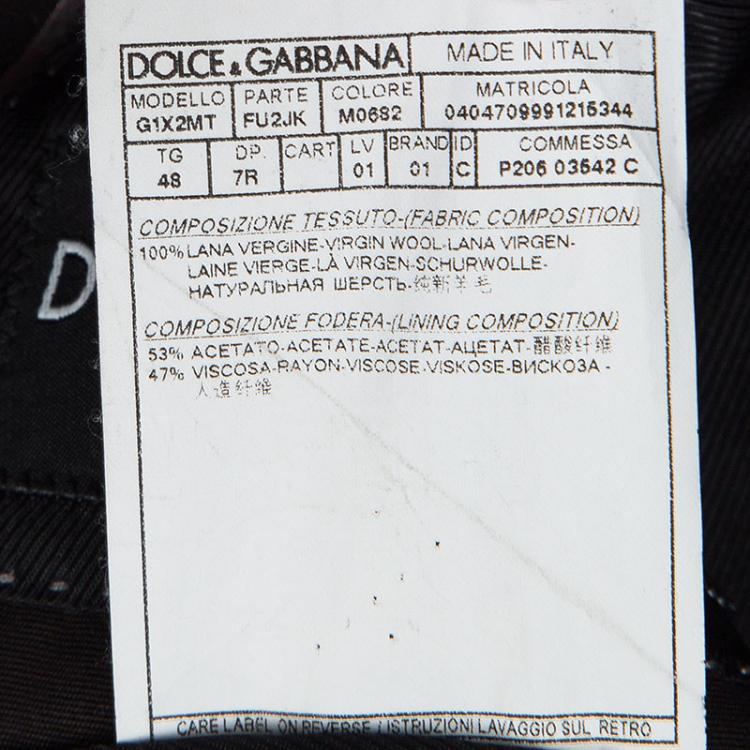 DOLCE & GABBANA MADE IN ITALY
MODELLO PARTE COLORE MATRICOLA
G1X2MT FU2JK M0682 0404709991215344
TG DP. CART LV BRAND ID COMMESSA
48 7R 01 01 C P206 03542 C
COMPOSIZIONE TESSUTO-(FABRIC COMPOSITION)
100% LANA VERGINE-VIRGIN WOOL-LANA VIRGEN-
LAINE VIERGE-LÀ VIRGEN-SCHURWOLLE-
НАТУРАЛЬНАЯ ШЕРСТЬ-纯新羊毛
COMPOSIZIONE FODERA-(LINING COMPOSITION)
53% ACETATO-ACETATE-ACETAT-АЦЕТАТ-醋酸纤维
47% VISCOSA-RAYON-VISCOSE-VISKOSE-ВИСКОЗА-
人造纤维
D
CARE LABEL ON REVERSE / ISTRUZIONI LAVAGGIO SUL RETRO